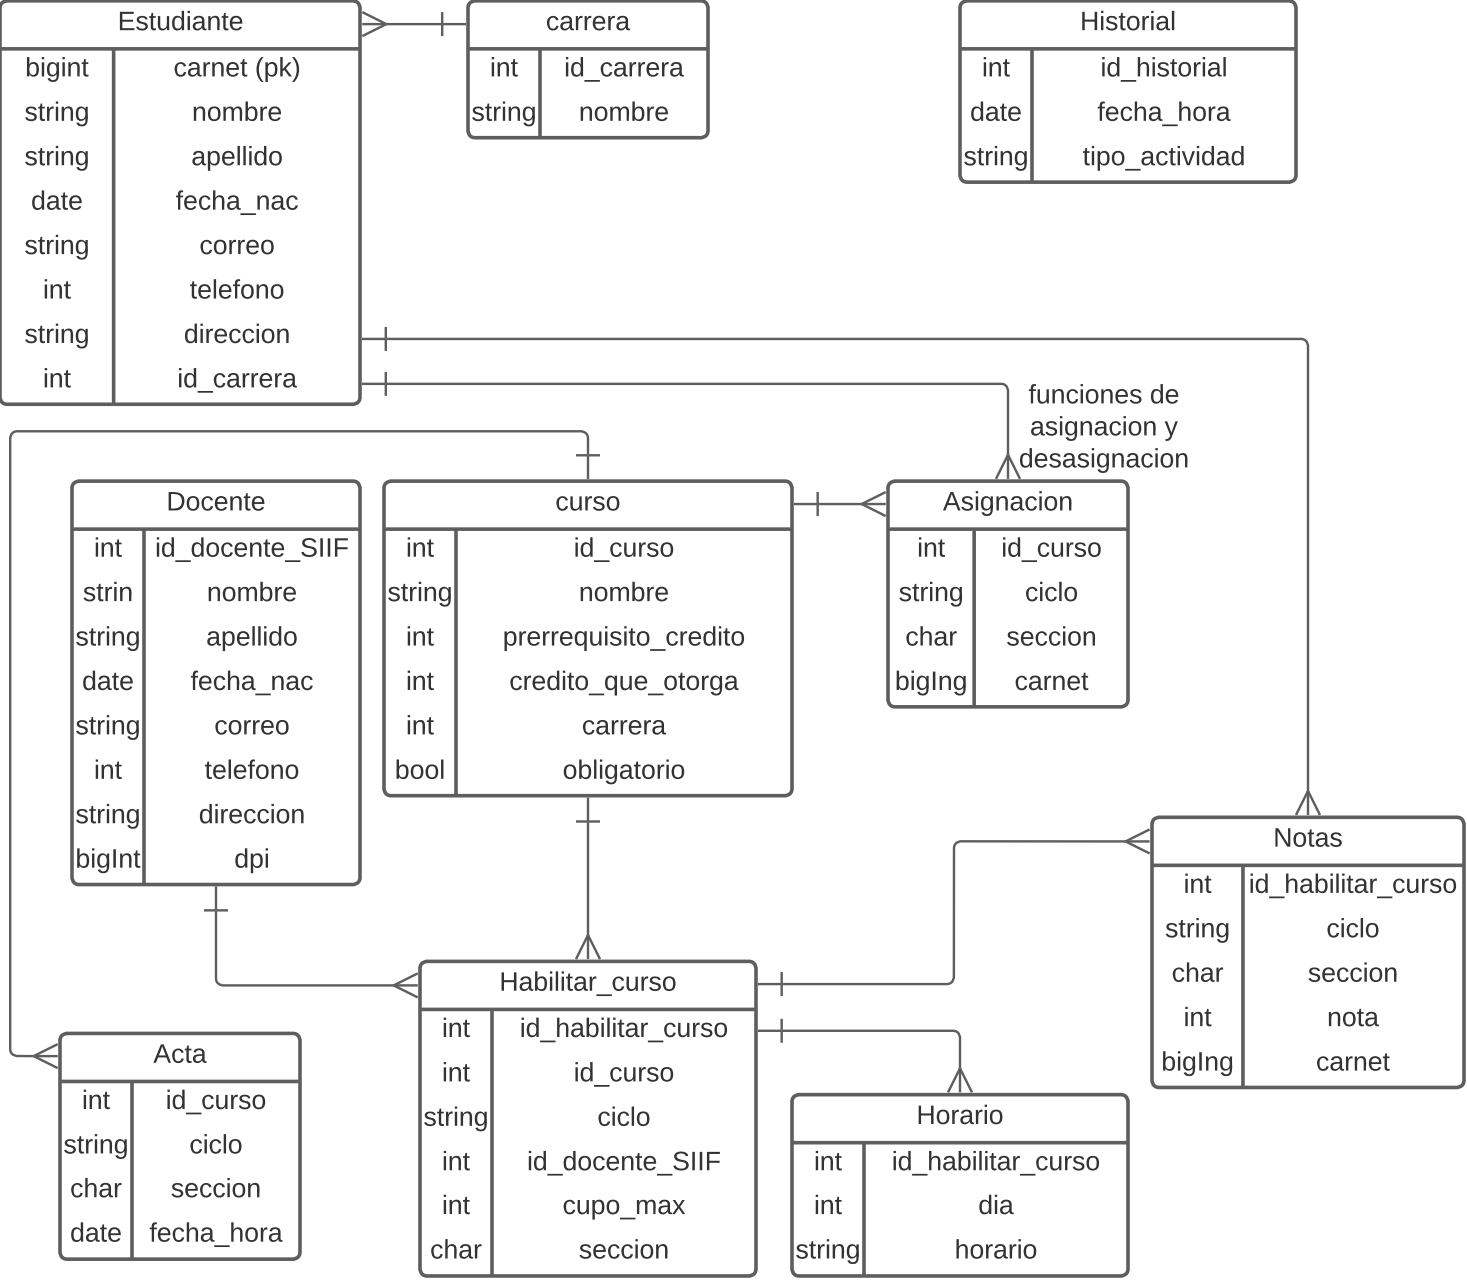 Estudiante
bigint carnet (pk)
string nombre
string apellido
date fecha_nac
string correo
int telefono
string direccion
int id_carrera
carrera
int id_carrera
string nombre
Historial
int id_historial
date fecha_hora
string tipo_actividad
funciones de
asignacion y
desasignacion
Docente
int id_docente_SIIF
strin nombre
string apellido
date fecha_nac
string correo
int telefono
string direccion
bigInt dpi
curso
int id_curso
string nombre
int prerrequisito_credito
int credito_que_otorga
int carrera
bool obligatorio
Asignacion
int id_curso
string ciclo
char seccion
bigIng carnet
Notas
int id_habilitar_curso
string ciclo
char seccion
int nota
bigIng carnet
Habilitar_curso
int id_habilitar_curso
int id_curso
string ciclo
int id_docente_SIIF
int cupo_max
char seccion
Acta
int id_curso
string ciclo
char seccion
date fecha_hora
Horario
int id_habilitar_curso
int dia
string horario